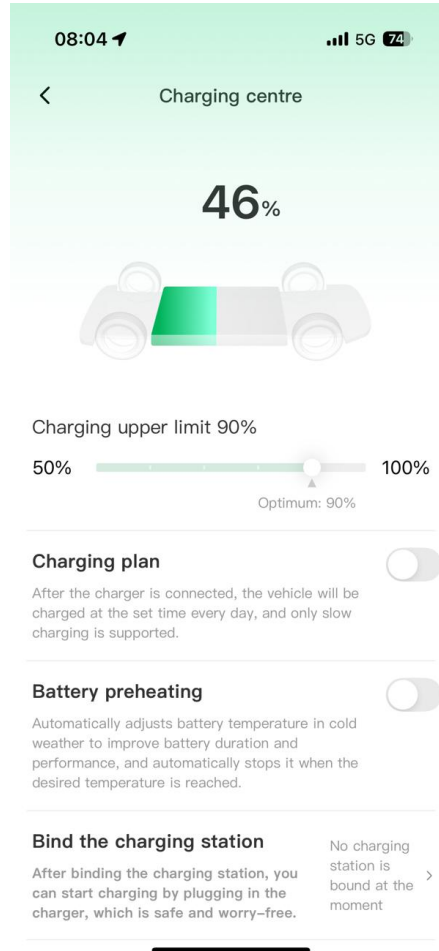 08:04 5G 74
Charging centre
46%
Charging upper limit 90%
50% 100%
Optimum: 90%
Charging plan
After the charger is connected, the vehicle will be
charged at the set time every day, and only slow
charging is supported.
Battery preheating
Automatically adjusts battery temperature in cold
weather to improve battery duration and
performance, and automatically stops it when the
desired temperature is reached.
Bind the charging station
After binding the charging station, you
can start charging by plugging in the
charger, which is safe and worry-free.
No charging
station is
bound at the
moment